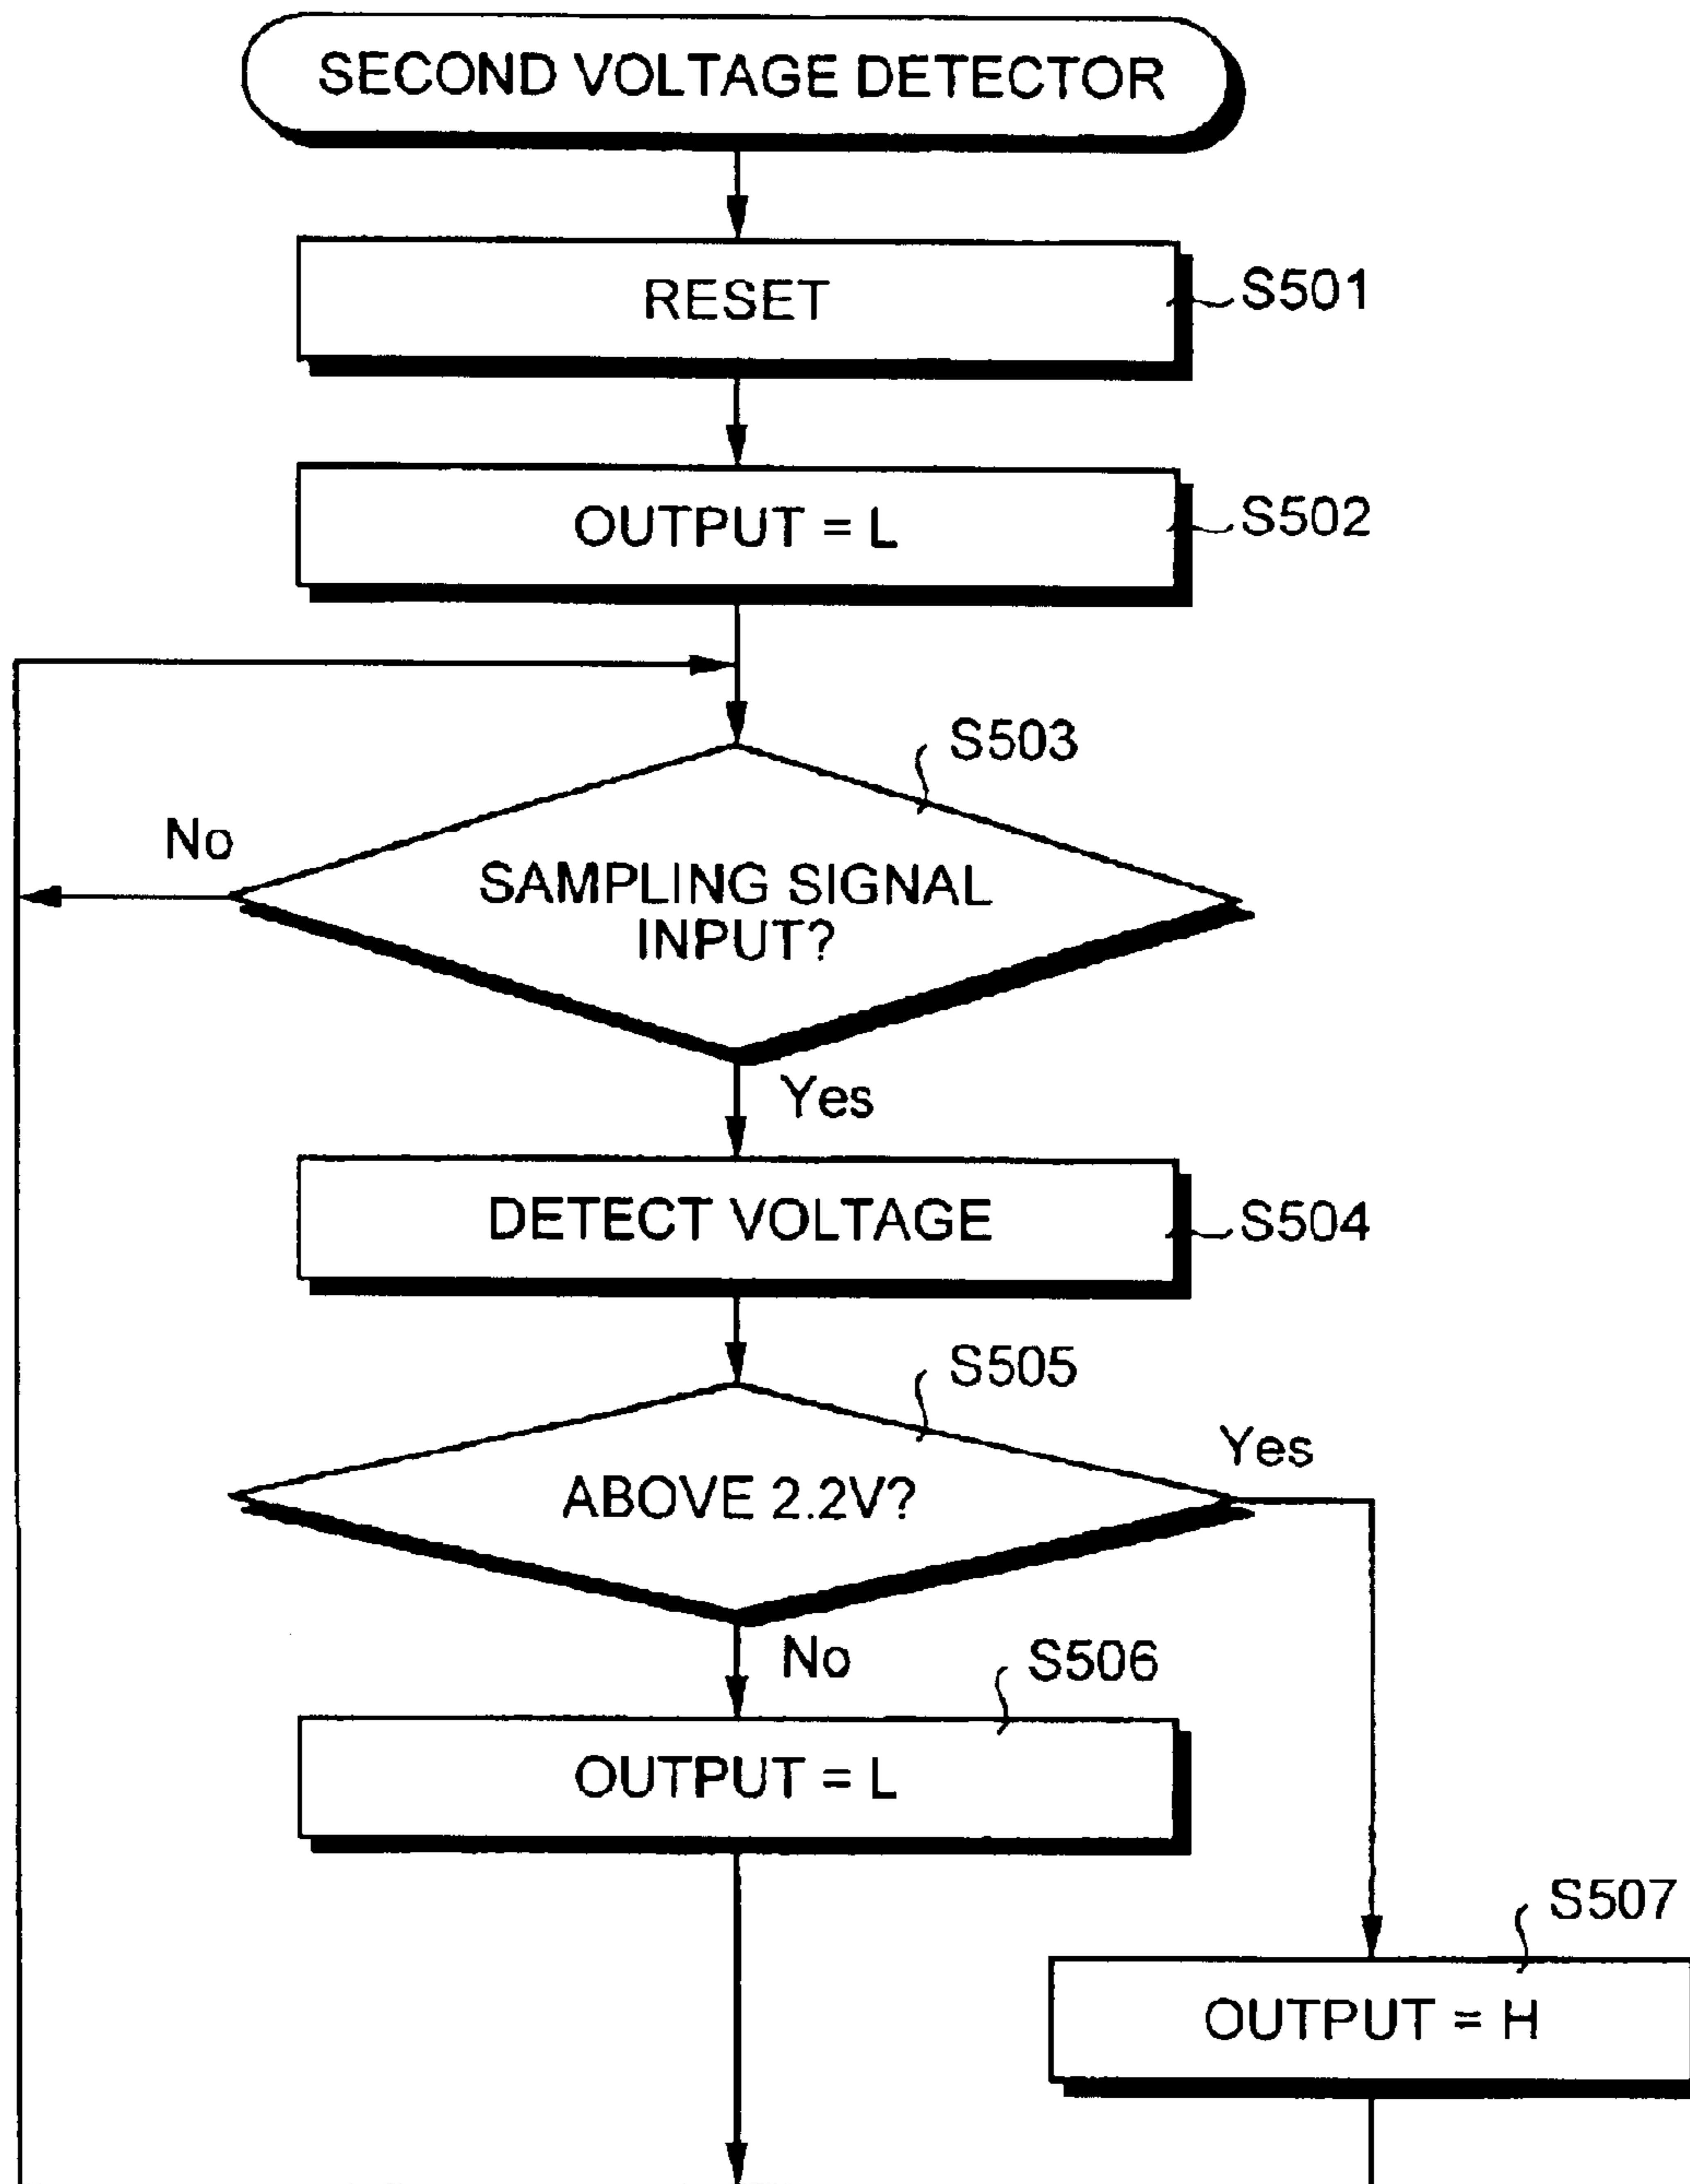 SECOND VOLTAGE DETECTOR
RESET
S501
OUTPUT = L
S502
S503
No
SAMPLING SIGNAL
INPUT?
Yes
DETECT VOLTAGE
S504
S505
Yes
ABOVE 2.2V?
No
S506
OUTPUT = L
S507
OUTPUT = H